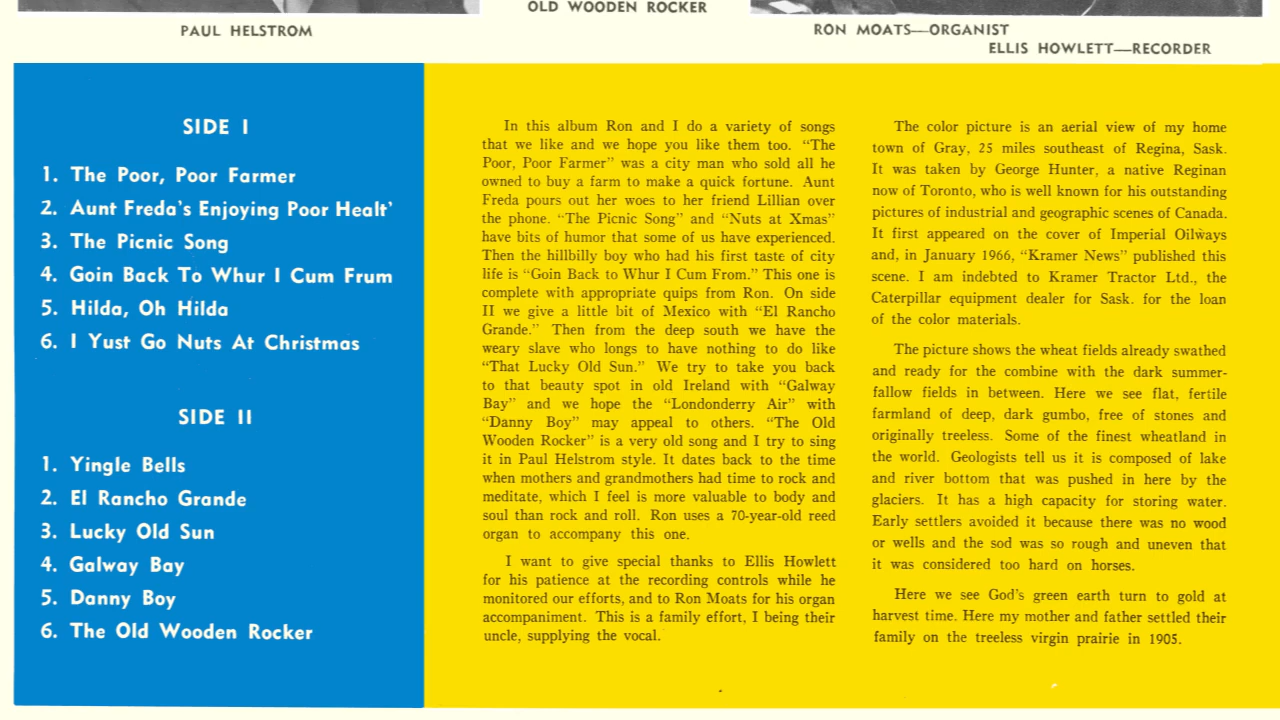 OLD WOODEN ROCKER
PAUL HELSTROM
RON MOATS—ORGANIST
ELLIS HOWLETT—RECORDER
SIDE I
1. The Poor, Poor Farmer
2. Aunt Freda's Enjoying Poor Healt'
3. The Picnic Song
4. Goin Back To Whur I Cum Frum
5. Hilda, Oh Hilda
6. I Yust Go Nuts At Christmas
SIDE II
1. Yingle Bells
2. El Rancho Grande
3. Lucky Old Sun
4. Galway Bay
5. Danny Boy
6. The Old Wooden Rocker
In this album Ron and I do a variety of songs
that we like and we hope you like them too. "The
Poor, Poor Farmer" was a city man who sold all he
owned to buy a farm to make a quick fortune. Aunt
Freda pours out her woes to her friend Lillian over
the phone. "The Picnic Song" and "Nuts at Xmas"
have bits of humor that some of us have experienced.
Then the hillbilly boy who had his first taste of city
life is "Goin Back to Whur I Cum From." This one is
complete with appropriate quips from Ron. On side
II we give a little bit of Mexico with "El Rancho
Grande." Then from the deep south we have the
weary slave who longs to have nothing to do like
"That Lucky Old Sun." We try to take you back
to that beauty spot in old Ireland with "Galway
Bay" and we hope the "Londonderry Air" with
"Danny Boy" may appeal to others. "The Old
Wooden Rocker" is a very old song and I try to sing
it in Paul Helstrom style. It dates back to the time
when mothers and grandmothers had time to rock and
meditate, which I feel is more valuable to body and
soul than rock and roll. Ron uses a 70-year-old reed
organ to accompany this one.
I want to give special thanks to Ellis Howlett
for his patience at the recording controls while he
monitored our efforts, and to Ron Moats for his organ
accompaniment. This is a family effort, I being their
uncle, supplying the vocal.
The color picture is an aerial view of my home
town of Gray, 25 miles southeast of Regina, Sask.
It was taken by George Hunter, a native Reginan
now of Toronto, who is well known for his outstanding
pictures of industrial and geographic scenes of Canada.
It first appeared on the cover of Imperial Oilways
and, in January 1966, "Kramer News" published this
scene. I am indebted to Kramer Tractor Ltd., the
Caterpillar equipment dealer for Sask. for the loan
of the color materials.
The picture shows the wheat fields already swathed
and ready for the combine with the dark summer-
fallow fields in between. Here we see flat, fertile
farmland of deep, dark gumbo, free of stones and
originally treeless. Some of the finest wheatland in
the world. Geologists tell us it is composed of lake
and river bottom that was pushed in here by the
glaciers. It has a high capacity for storing water.
Early settlers avoided it because there was no wood
or wells and the sod was so rough and uneven that
it was considered too hard on horses.
Here we see God's green earth turn to gold at
harvest time. Here my mother and father settled their
family on the treeless virgin prairie in 1905.